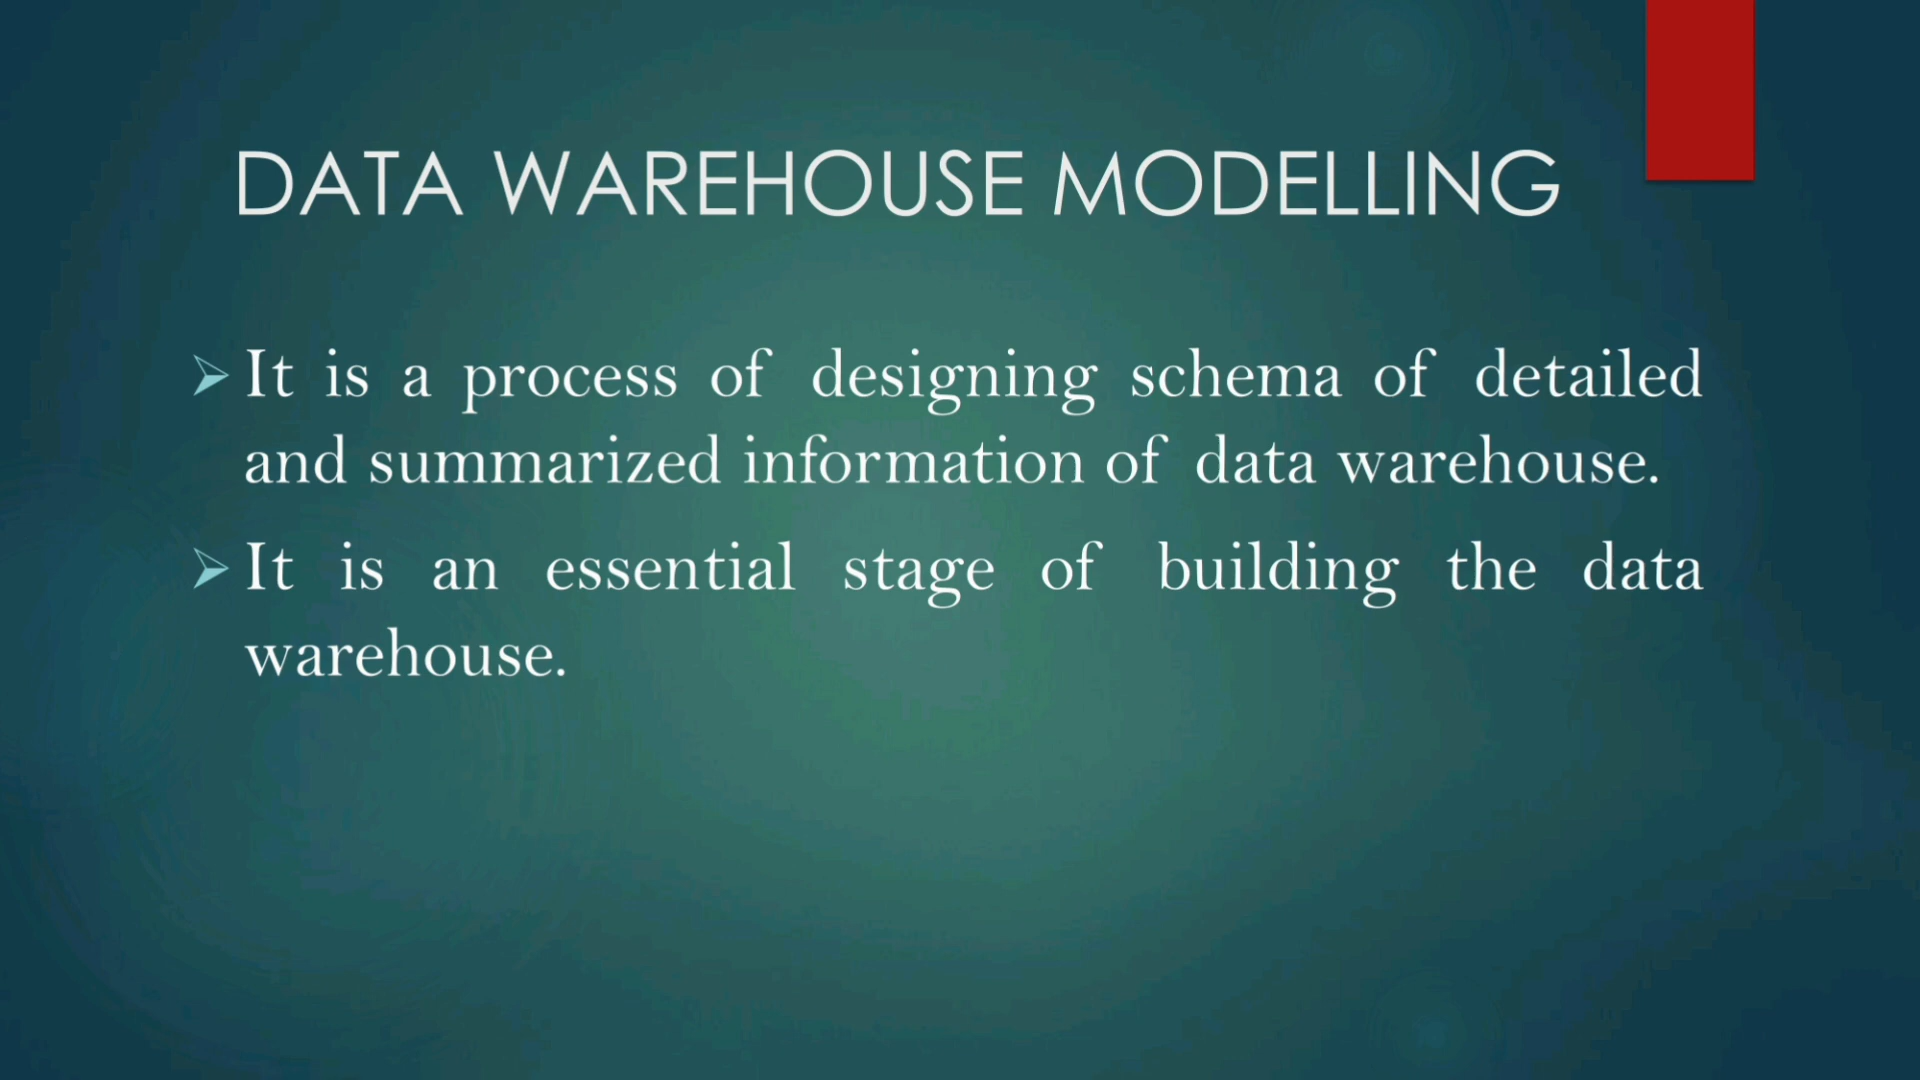 DATA WAREHOUSE MODELLING
It is a process of designing schema of detailed
and summarized information of data warehouse.
It is an essential stage of building the data
warehouse.